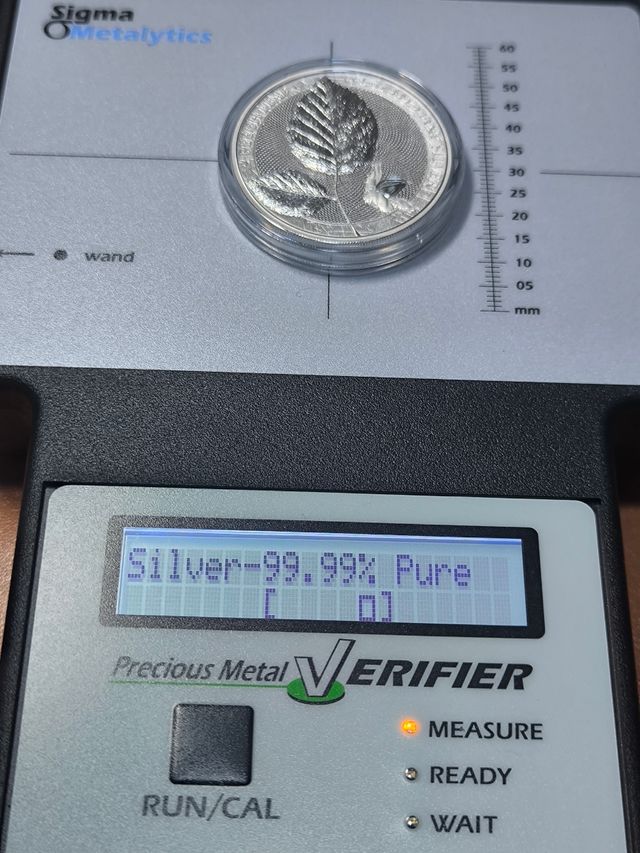 Sigma
Metalytics
60
55
50
45
40
35
30
25
20
15
10
05
mm
wand
Silver-99.99% Pure
[ ▯]
Precious Metal VERIFIER
MEASURE
READY
WAIT
RUN/CAL